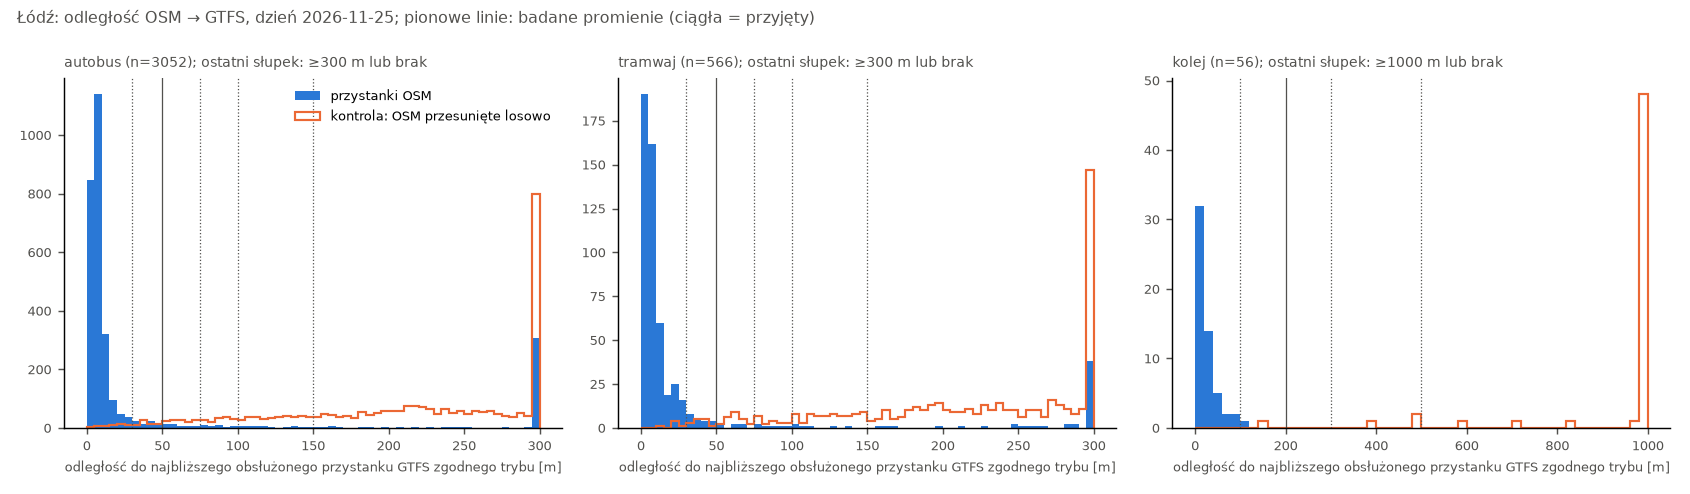 Łódź: odległość OSM → GTFS, dzień 2026-11-25; pionowe linie: badane promienie (ciągła = przyjęty)
autobus (n=3052); ostatni słupek: ≥300 m lub brak
przystanki OSM
kontrola: OSM przesunięte losowo
1000
800
600
400
200
0
0 50 100 150 200 250 300
odległość do najbliższego obsłużonego przystanku GTFS zgodnego trybu [m]
tramwaj (n=566); ostatni słupek: ≥300 m lub brak
175
150
125
100
75
50
25
0
0 50 100 150 200 250 300
odległość do najbliższego obsłużonego przystanku GTFS zgodnego trybu [m]
kolej (n=56); ostatni słupek: ≥1000 m lub brak
50
40
30
20
10
0
0 200 400 600 800 1000
odległość do najbliższego obsłużonego przystanku GTFS zgodnego trybu [m]